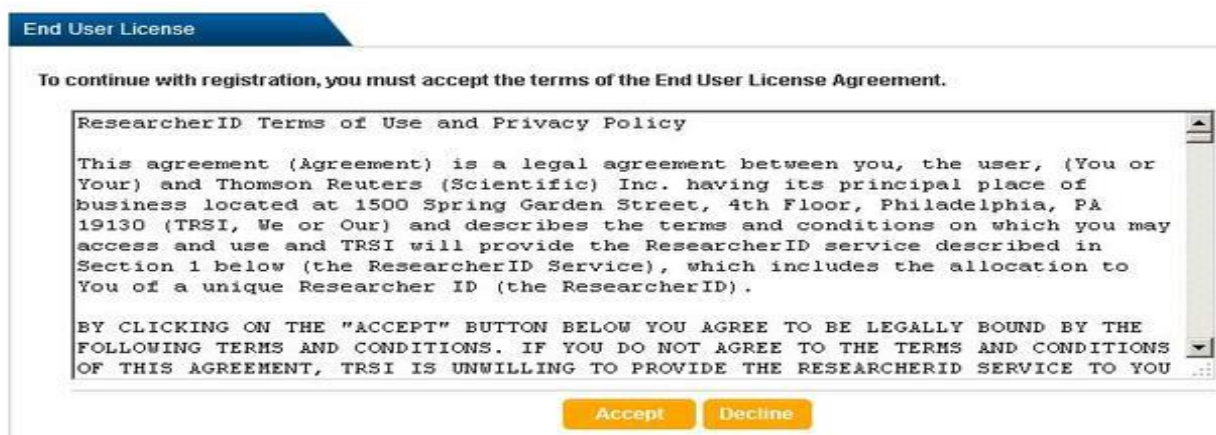 End User License
To continue with registration, you must accept the terms of the End User License Agreement.
ResearcherID Terms of Use and Privacy Policy
This agreement (Agreement) is a legal agreement between you, the user, (You or
Your) and Thomson Reuters (Scientific) Inc. having its principal place of
business located at 1500 Spring Garden Street, 4th Floor, Philadelphia, PA
19130 (TRSI, We or Our) and describes the terms and conditions on which you may
access and use and TRSI will provide the ResearcherID service described in
Section 1 below (the ResearcherID Service), which includes the allocation to
You of a unique Researcher ID (the ResearcherID).
BY CLICKING ON THE "ACCEPT" BUTTON BELOW YOU AGREE TO BE LEGALLY BOUND BY THE
FOLLOWING TERMS AND CONDITIONS. IF YOU DO NOT AGREE TO THE TERMS AND CONDITIONS
OF THIS AGREEMENT, TRSI IS UNWILLING TO PROVIDE THE RESEARCHERID SERVICE TO YOU
Accept Decline